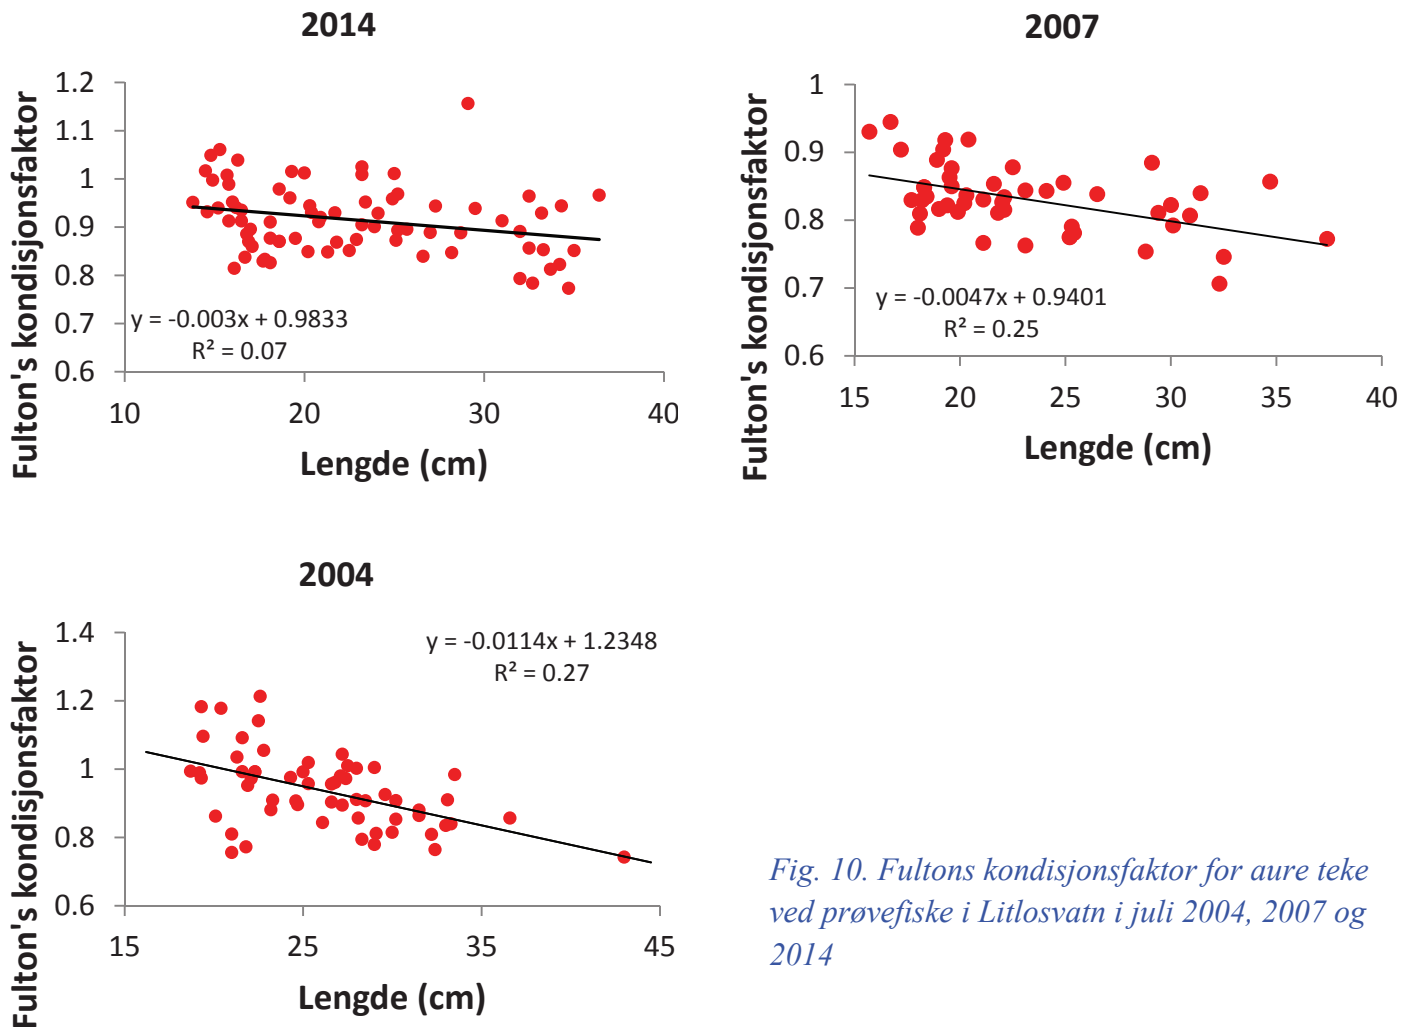 2014
Fulton's kondisjonsfaktor
1.2
1.1
1
0.9
0.8
0.7
0.6
y = -0.003x + 0.9833
R² = 0.07
10 20 30 40
Lengde (cm)
2007
Fulton's kondisjonsfaktor
1
0.9
0.8
0.7
0.6
y = -0.0047x + 0.9401
R² = 0.25
15 20 25 30 35 40
Lengde (cm)
2004
Fulton's kondisjonsfaktor
1.4
1.2
1
0.8
0.6
y = -0.0114x + 1.2348
R² = 0.27
15 25 35 45
Lengde (cm)
Fig. 10. Fultons kondisjonsfaktor for aure teke
ved prøvefiske i Litlosvatn i juli 2004, 2007 og
2014